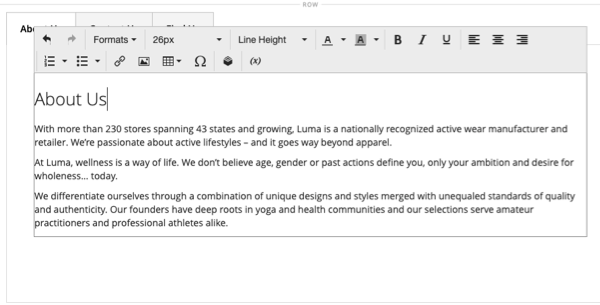 ROW
Formats 26px Line Height A A B I U
Ω (x)
About Us
With more than 230 stores spanning 43 states and growing, Luma is a nationally recognized active wear manufacturer and
retailer. We're passionate about active lifestyles – and it goes way beyond apparel.
At Luma, wellness is a way of life. We don't believe age, gender or past actions define you, only your ambition and desire for
wholeness... today.
We differentiate ourselves through a combination of unique designs and styles merged with unequaled standards of quality
and authenticity. Our founders have deep roots in yoga and health communities and our selections serve amateur
practitioners and professional athletes alike.